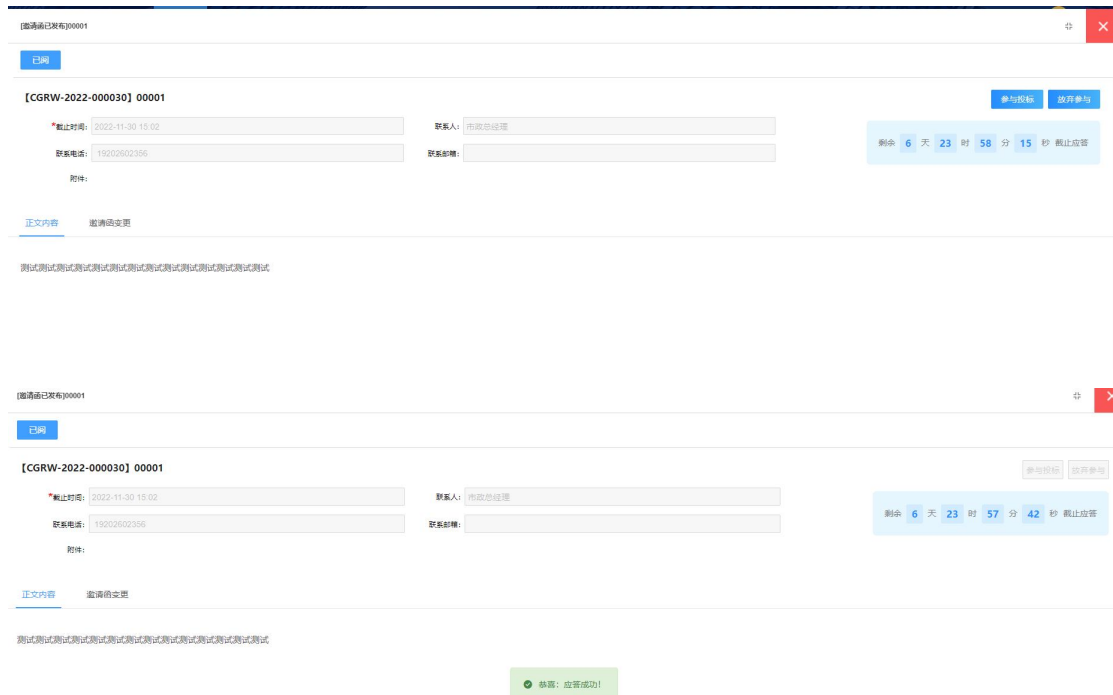 [邀请函已发布]00001
已阅
【CGRW-2022-000030】00001
参与投标 放弃参与
*截止时间: 2022-11-30 15:02 联系人: 市政总经理
剩余 6 天 23 时 58 分 15 秒 截止应答
联系电话: 19202602356 联系邮箱:
附件:
正文内容 邀请函变更
测试测试测试测试测试测试测试测试测试测试测试测试测试测试
[邀请函已发布]00001
已阅
【CGRW-2022-000030】00001
参与投标 放弃参与
*截止时间: 2022-11-30 15:02 联系人: 市政总经理
剩余 6 天 23 时 57 分 42 秒 截止应答
联系电话: 19202602356 联系邮箱:
附件:
正文内容 邀请函变更
测试测试测试测试测试测试测试测试测试测试测试测试测试测试
恭喜：应答成功！